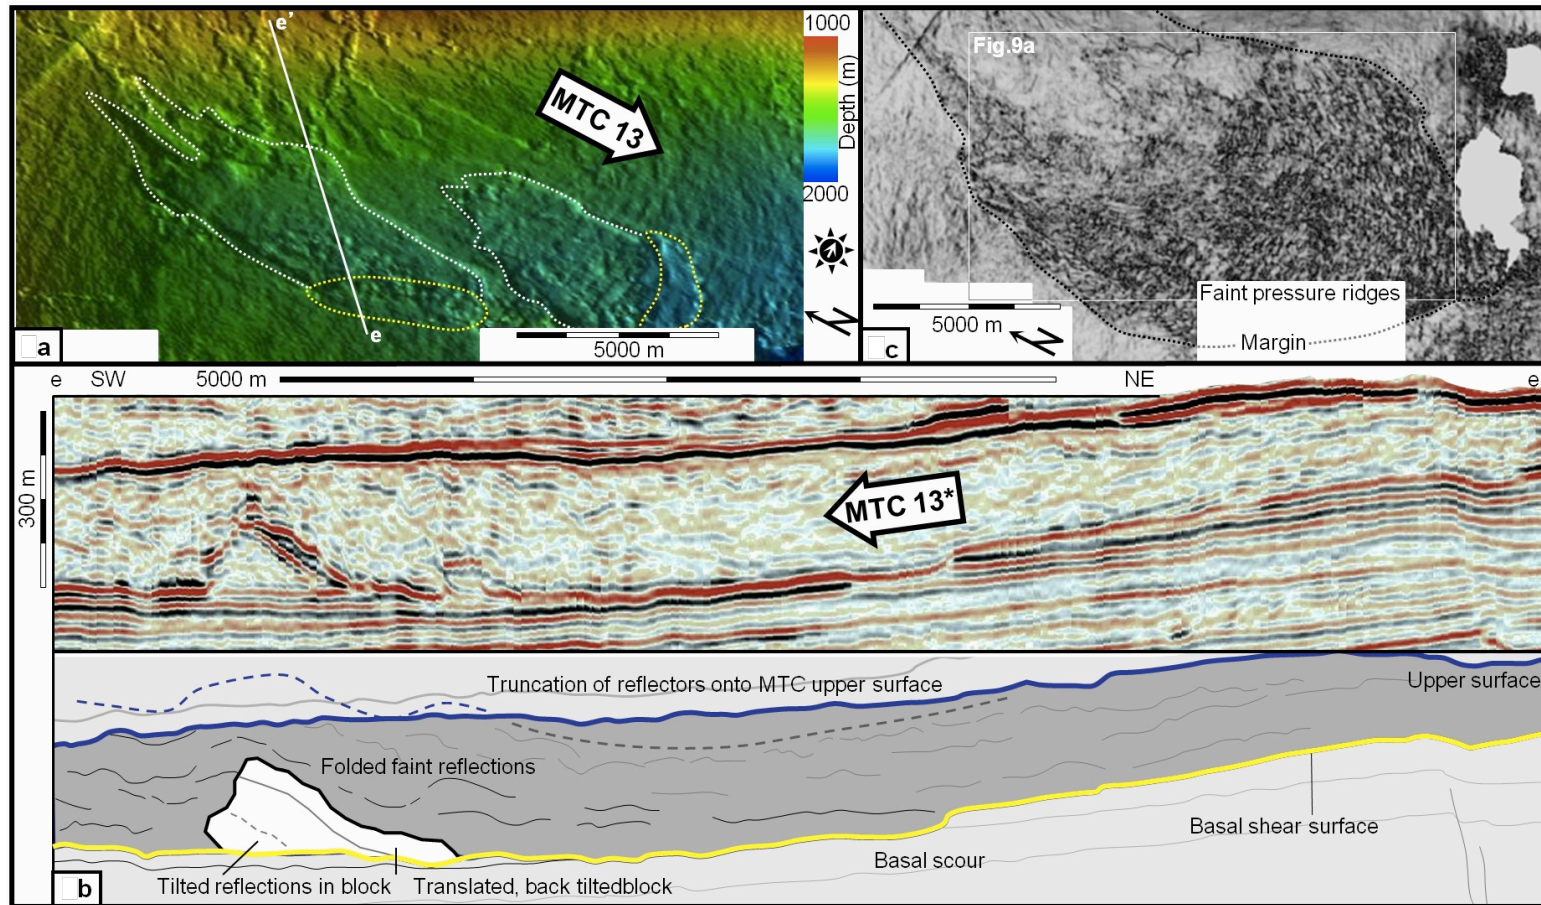 e'
MTC 13
1000
Depth (m)
2000
N
e
5000 m
a
Fig.9a
Faint pressure ridges
5000 m
N
Margin
c
e SW 5000 m NE e
300 m
MTC 13*
Truncation of reflectors onto MTC upper surface
Upper surface
Folded faint reflections
Basal shear surface
Basal scour
Tilted reflections in block
Translated, back tiltedblock
b